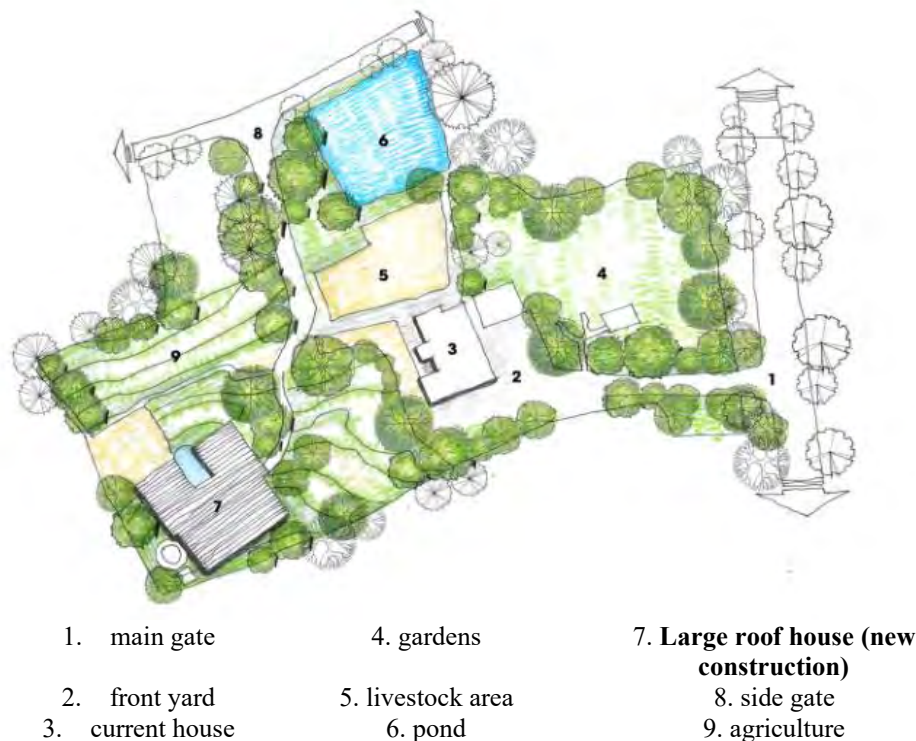 8
6
5
4
9
3
2
1
7
1. main gate 4. gardens 7. Large roof house (new
construction)
2. front yard 5. livestock area 8. side gate
3. current house 6. pond 9. agriculture